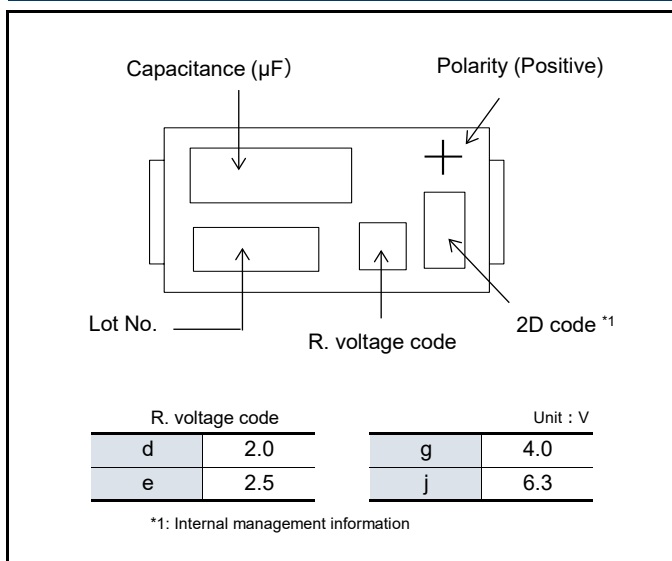 Capacitance (μF)
Polarity (Positive)
+
Lot No.
R. voltage code
2D code *1
R. voltage code
Unit : V
d 2.0 g 4.0
e 2.5 j 6.3
*1: Internal management information